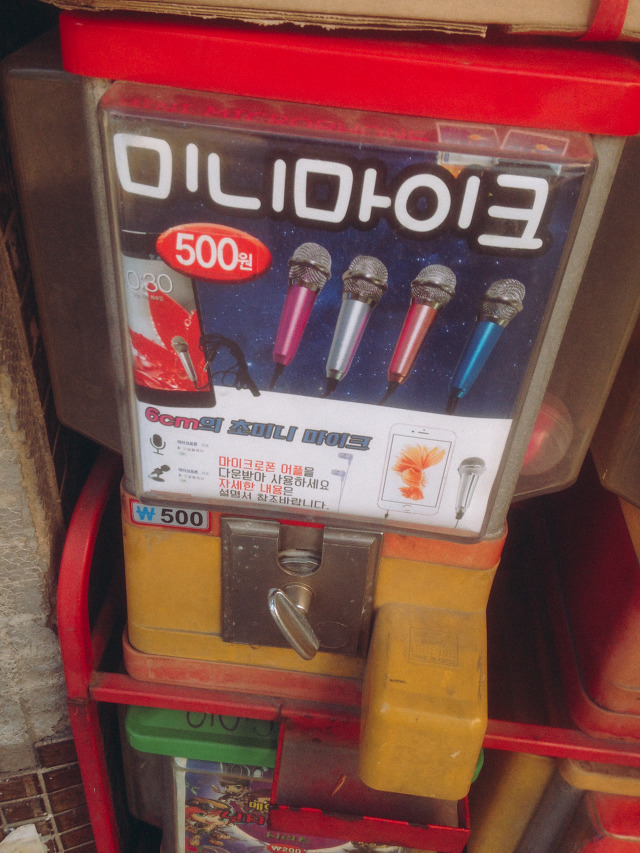 미니마이크
500원
6cm의 초미니 마이크
마이크로폰 어플을
다운받아 사용하세요
자세한 내용은
설명서 참조바랍니다.
₩ 500
₩200